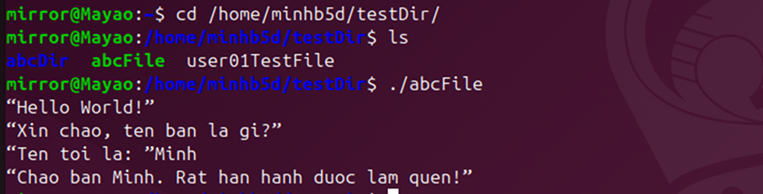 mirror@Mayao:~$ cd /home/minhb5d/testDir/
mirror@Mayao:/home/minhb5d/testDir$ ls
abcDir  abcFile  user01TestFile
mirror@Mayao:/home/minhb5d/testDir$ ./abcFile
“Hello World!”
“Xin chao, ten ban la gi?”
“Ten toi la: ”Minh
“Chao ban Minh. Rat han hanh duoc lam quen!”